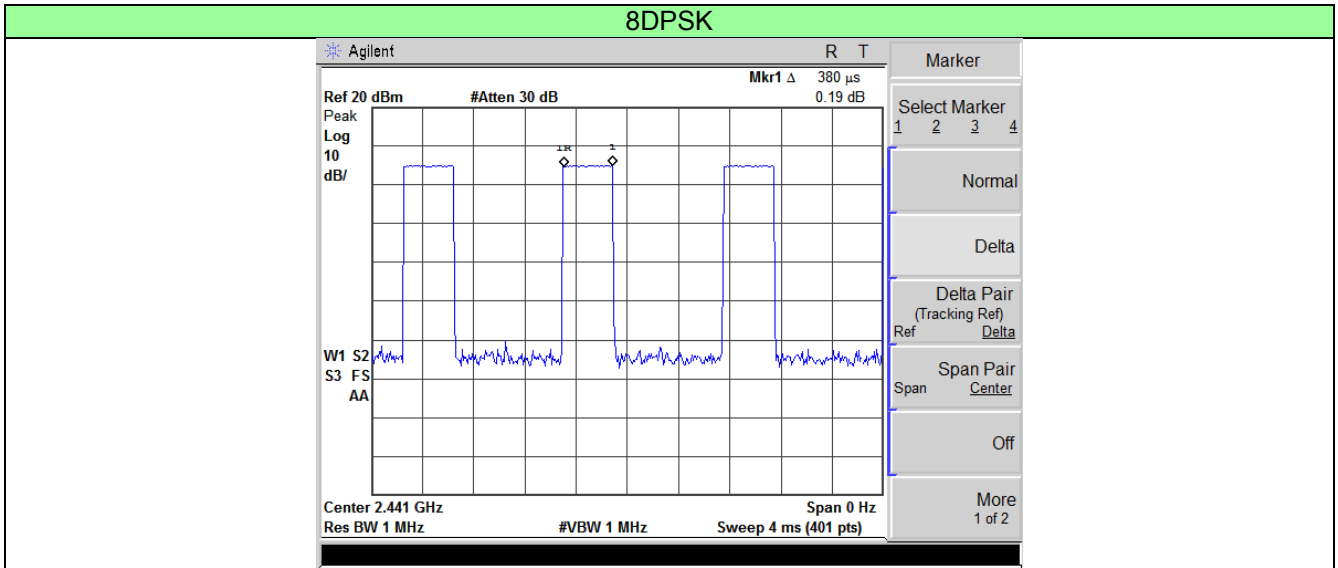 8DPSK
Agilent R T
Mkr1 Δ 380 μs
Ref 20 dBm #Atten 30 dB 0.19 dB
Peak
Log
10
dB/
1R 1
W1 S2
S3 FS
AA
Center 2.441 GHz Span 0 Hz
Res BW 1 MHz #VBW 1 MHz Sweep 4 ms (401 pts)
Marker
Select Marker
1 2 3 4
Normal
Delta
Delta Pair
(Tracking Ref)
Ref Delta
Span Pair
Span Center
Off
More
1 of 2